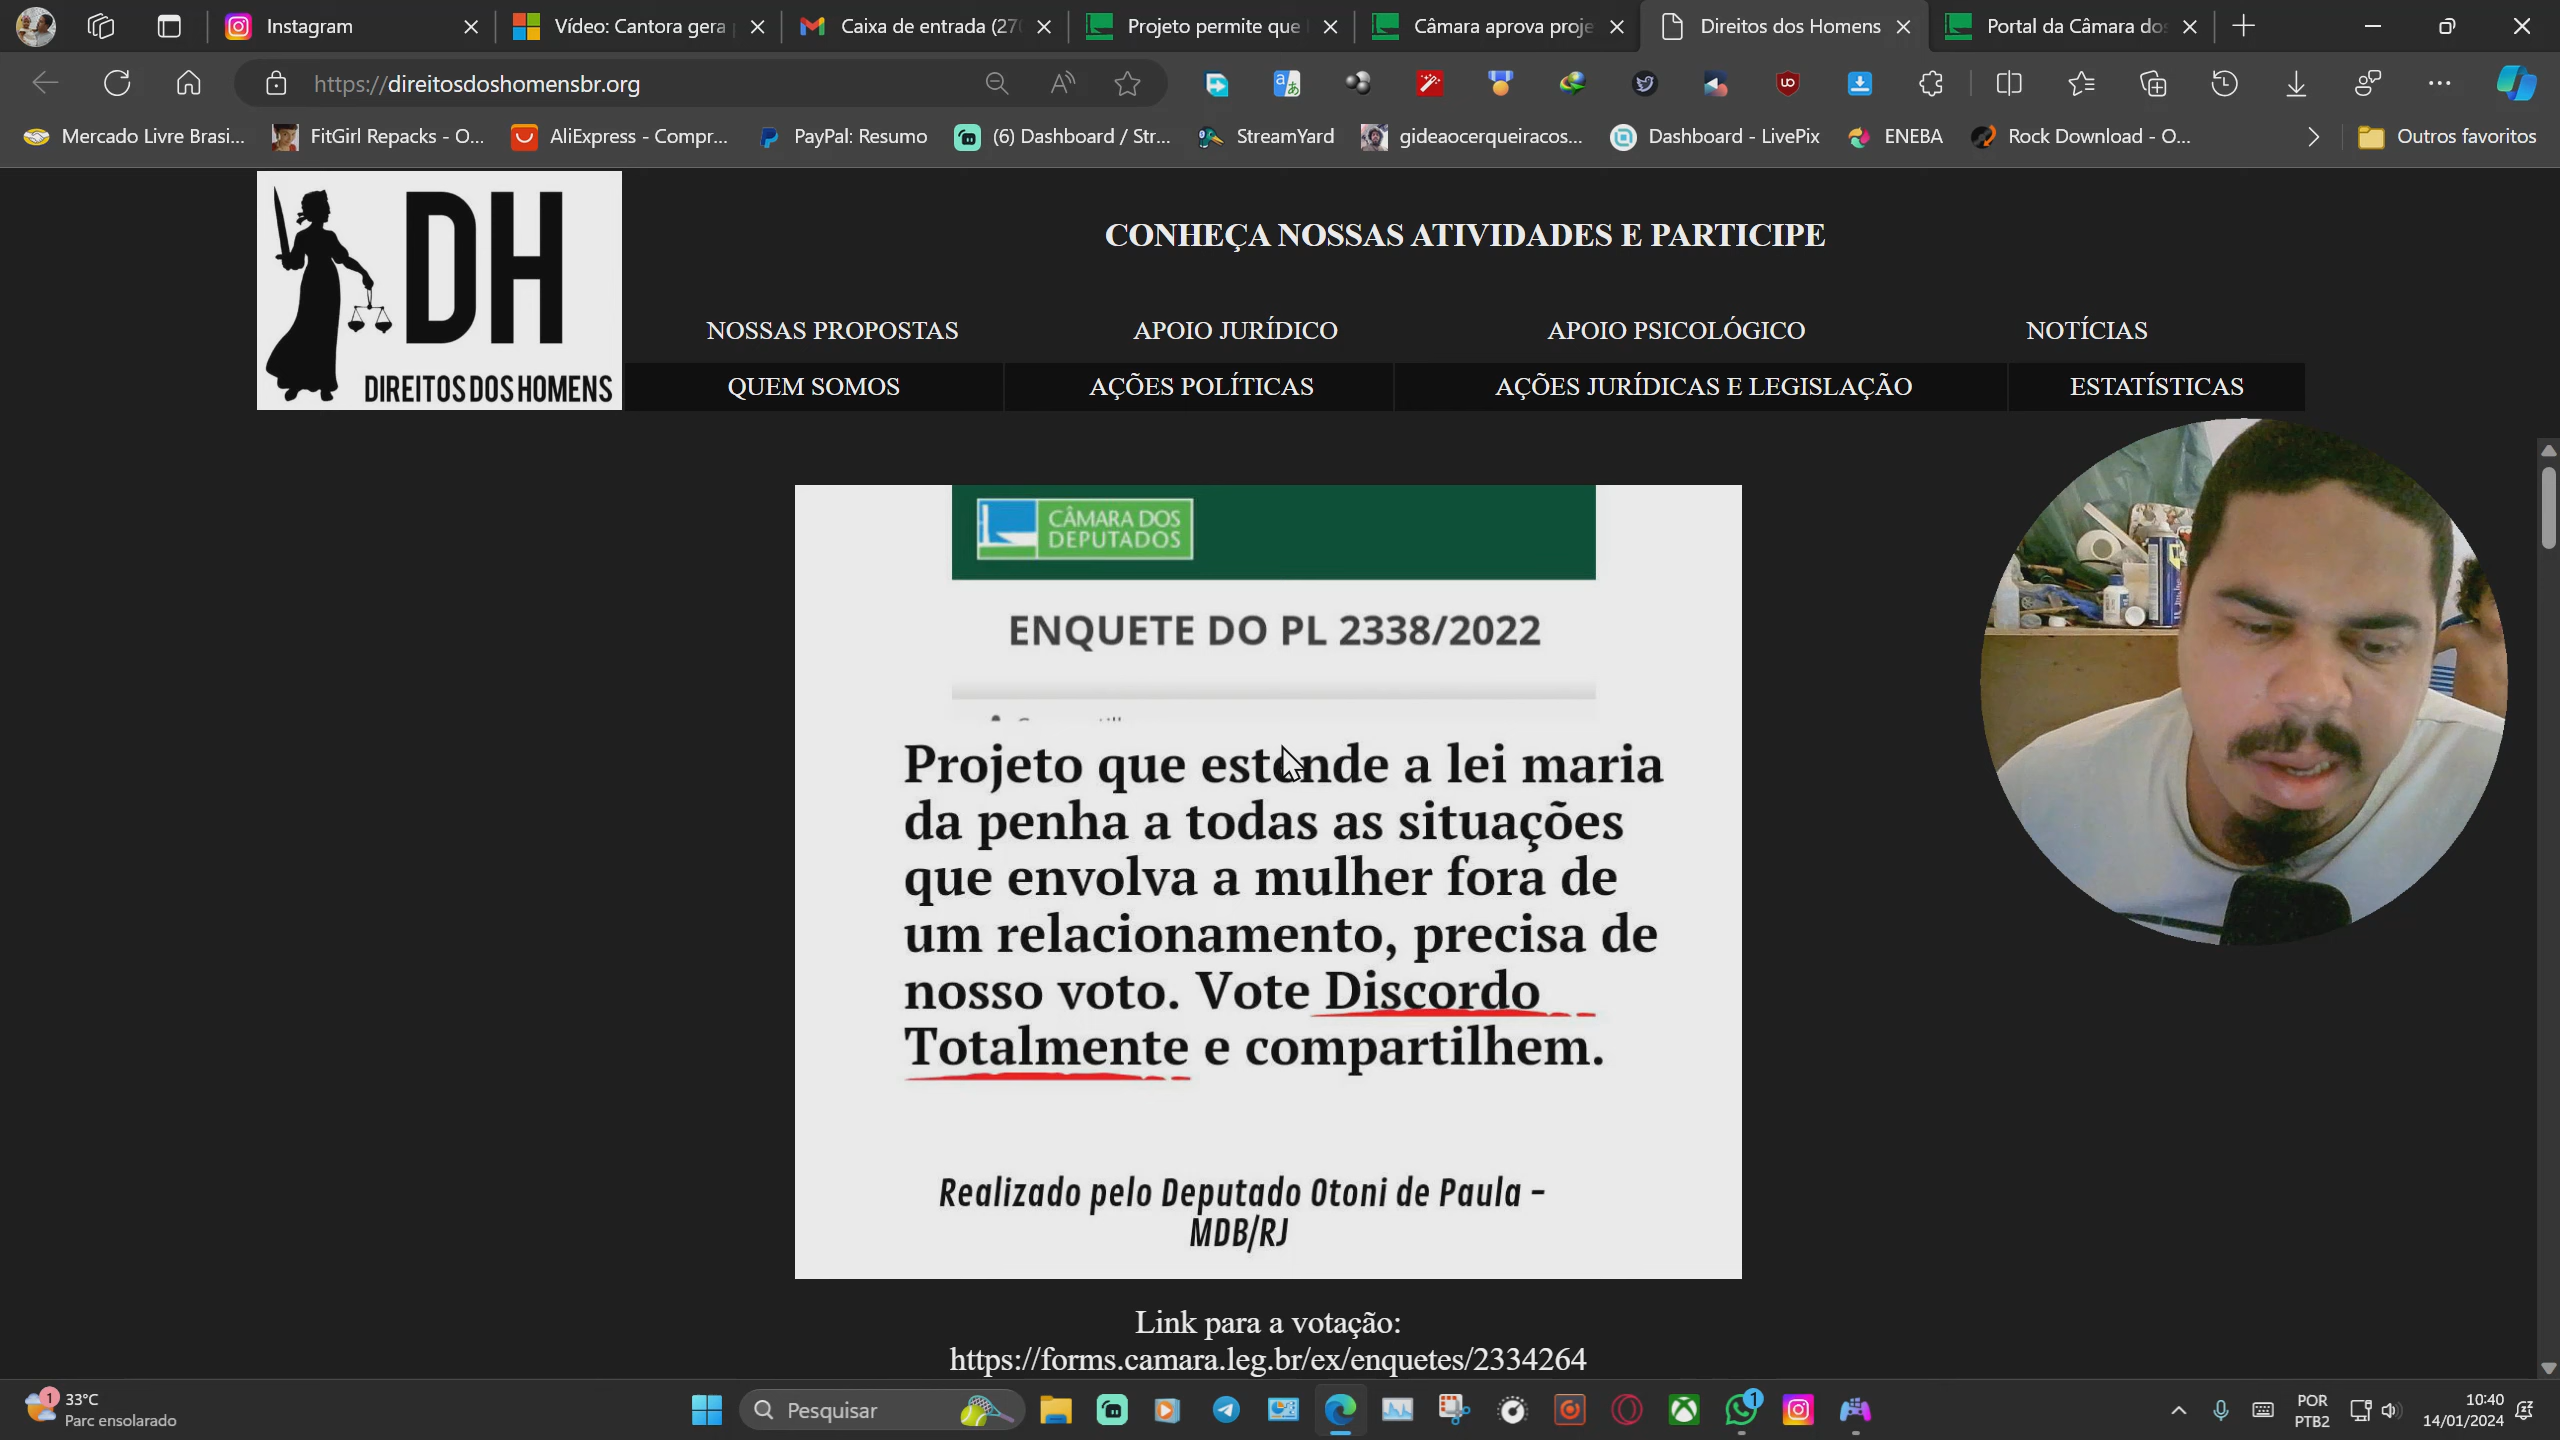 Instagram
Vídeo: Cantora gera
Caixa de entrada (27
Projeto permite que
Câmara aprova proje
Direitos dos Homens
Portal da Câmara dos
https://direitosdoshomensbr.org
Mercado Livre Brasi...
FitGirl Repacks - O...
AliExpress - Compr...
PayPal: Resumo
(6) Dashboard / Str...
StreamYard
gideaocerqueiracos...
Dashboard - LivePix
ENEBA
Rock Download - O...
Outros favoritos
DH
DIREITOS DOS HOMENS
CONHEÇA NOSSAS ATIVIDADES E PARTICIPE
NOSSAS PROPOSTAS
APOIO JURÍDICO
APOIO PSICOLÓGICO
NOTÍCIAS
QUEM SOMOS
AÇÕES POLÍTICAS
AÇÕES JURÍDICAS E LEGISLAÇÃO
ESTATÍSTICAS
CÂMARA DOS
DEPUTADOS
ENQUETE DO PL 2338/2022
Projeto que estende a lei maria
da penha a todas as situações
que envolva a mulher fora de
um relacionamento, precisa de
nosso voto. Vote Discordo
Totalmente e compartilhem.
Realizado pelo Deputado Otoni de Paula -
MDB/RJ
Link para a votação:
https://forms.camara.leg.br/ex/enquetes/2334264
1
33°C
Parc ensolarado
Pesquisar
1
POR
PTB2
10:40
14/01/2024